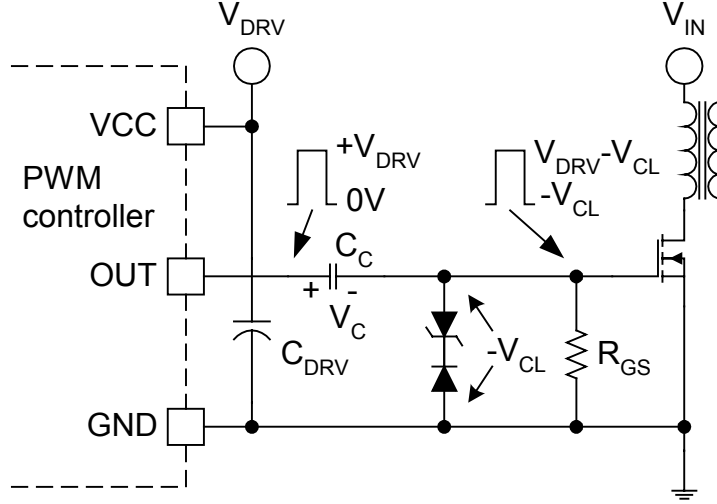 V_DRV
V_IN
VCC
PWM
controller
+V_DRV
0V
V_DRV-V_CL
-V_CL
OUT
C_C
+ -
V_C
C_DRV
-V_CL
R_GS
GND